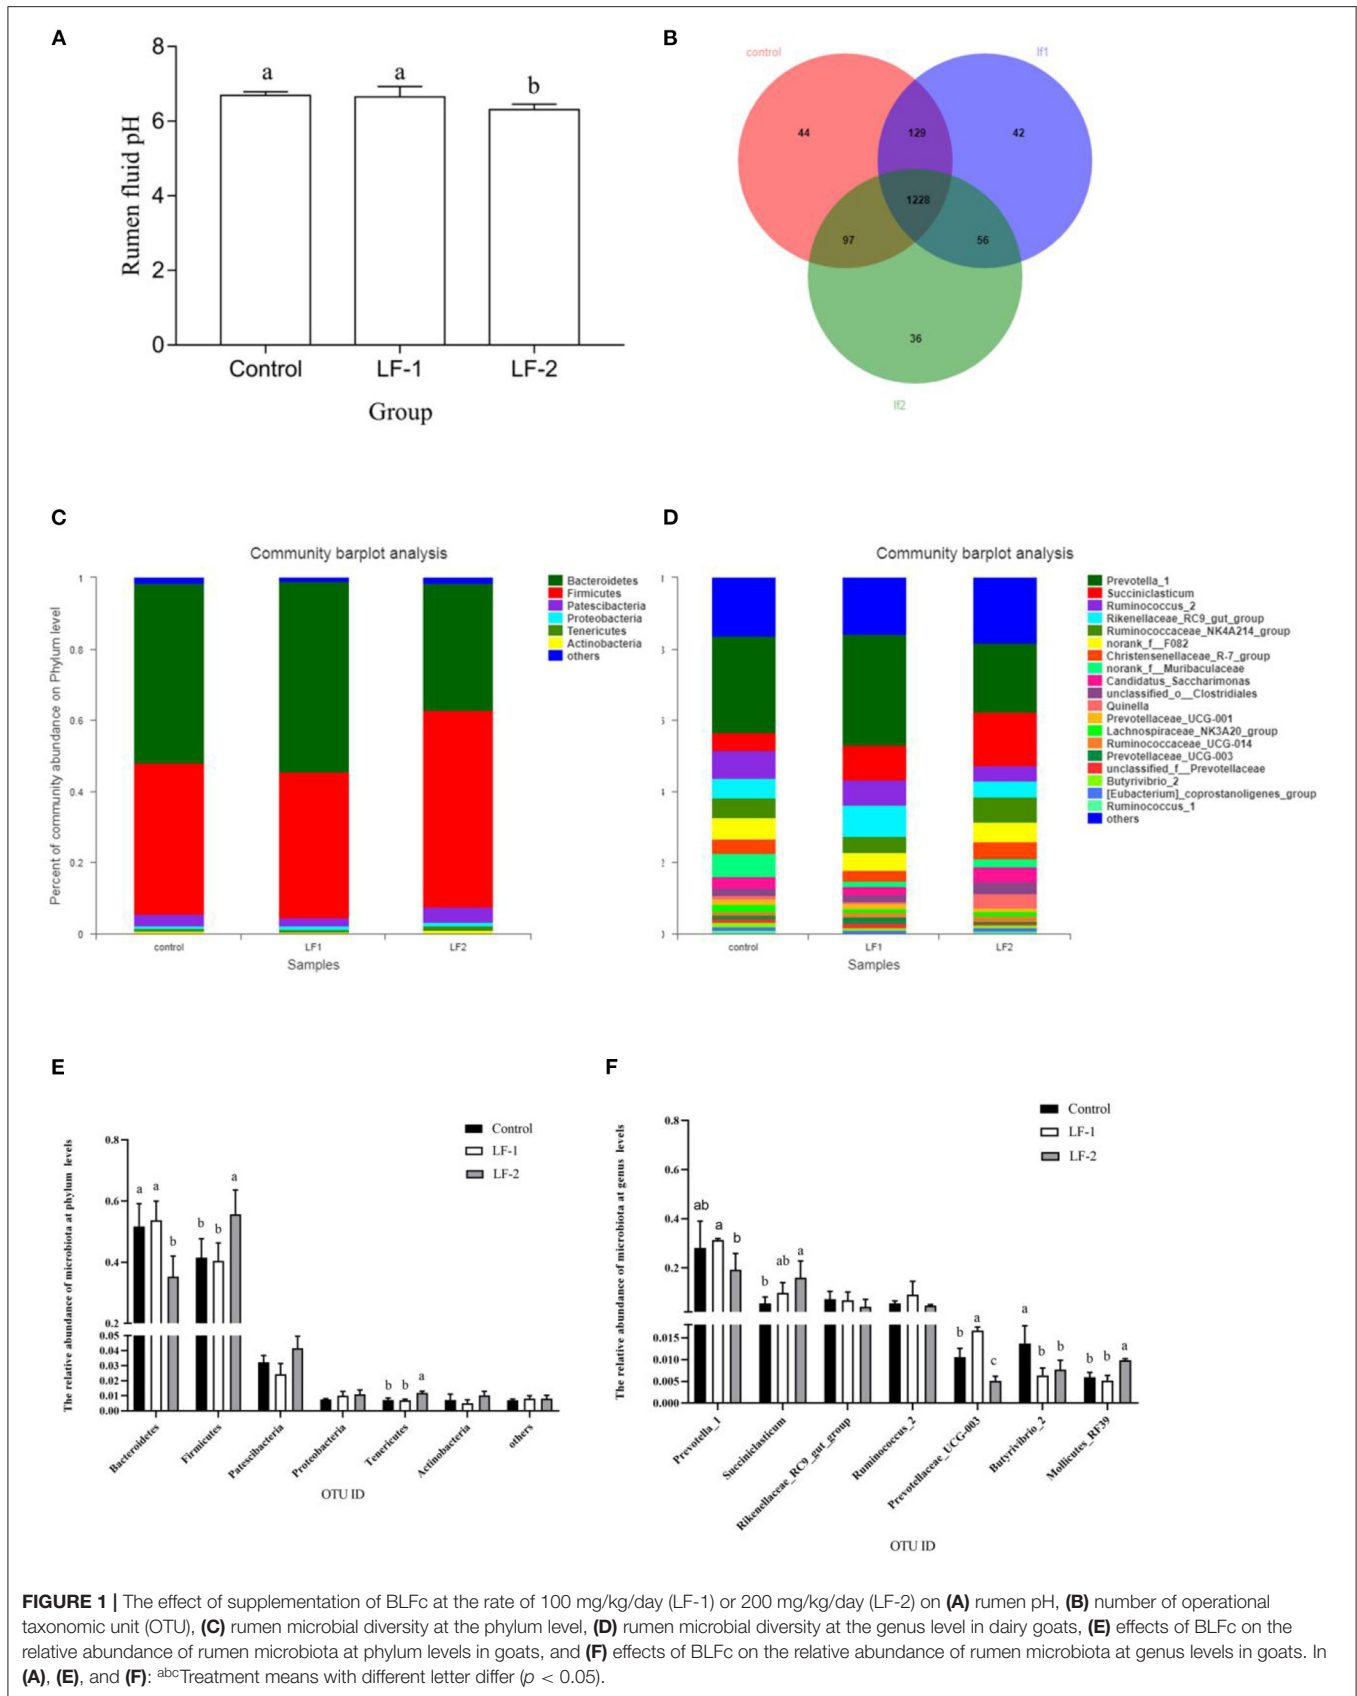 A
8
6
4
2
0
Rumen fluid pH
a
a
b
Control
LF-1
LF-2
Group
B
control
lf1
44
129
42
1228
97
56
36
lf2
C
Community barplot analysis
Percent of community abundance on Phylum level
1
0.8
0.6
0.4
0.2
0
control
LF1
LF2
Samples
Bacteroidetes
Firmicutes
Patescibacteria
Proteobacteria
Tenericutes
Actinobacteria
others
D
Community barplot analysis
control
LF1
LF2
Samples
Prevotella_1
Succiniclasticum
Ruminococcus_2
Rikenellaceae_RC9_gut_group
Ruminococcaceae_NK4A214_group
norank_f__F082
Christensenellaceae_R-7_group
norank_f__Muribaculaceae
Candidatus_Saccharimonas
unclassified_o__Clostridiales
Quinella
Prevotellaceae_UCG-001
Lachnospiraceae_NK3A20_group
Ruminococcaceae_UCG-014
Prevotellaceae_UCG-003
unclassified_f__Prevotellaceae
Butyrivibrio_2
[Eubacterium]_coprostanoligenes_group
Ruminococcus_1
others
E
The relative abundance of microbiota at phylum levels
0.8
0.6
0.4
0.2
0.05
0.04
0.03
0.02
0.01
0.00
Control
LF-1
LF-2
a a b
b b a
b b a
Bacteroidetes
Firmicutes
Patescibacteria
Proteobacteria
Tenericutes
Actinobacteria
others
OTU ID
F
The relative abundance of microbiota at genus levels
0.8
0.6
0.4
0.2
0.015
0.010
0.005
0.000
Control
LF-1
LF-2
ab a b
b ab a
b a c
a b b
b b a
Prevotella_1
Succiniclasticum
Rikenellaceae_RC9_gut_group
Ruminococcus_2
Prevotellaceae_UCG-003
Butyrivibrio_2
Mollicutes_RF39
OTU ID
FIGURE 1 | The effect of supplementation of BLFc at the rate of 100 mg/kg/day (LF-1) or 200 mg/kg/day (LF-2) on (A) rumen pH, (B) number of operational
taxonomic unit (OTU), (C) rumen microbial diversity at the phylum level, (D) rumen microbial diversity at the genus level in dairy goats, (E) effects of BLFc on the
relative abundance of rumen microbiota at phylum levels in goats, and (F) effects of BLFc on the relative abundance of rumen microbiota at genus levels in goats. In
(A), (E), and (F): abcTreatment means with different letter differ (p < 0.05).